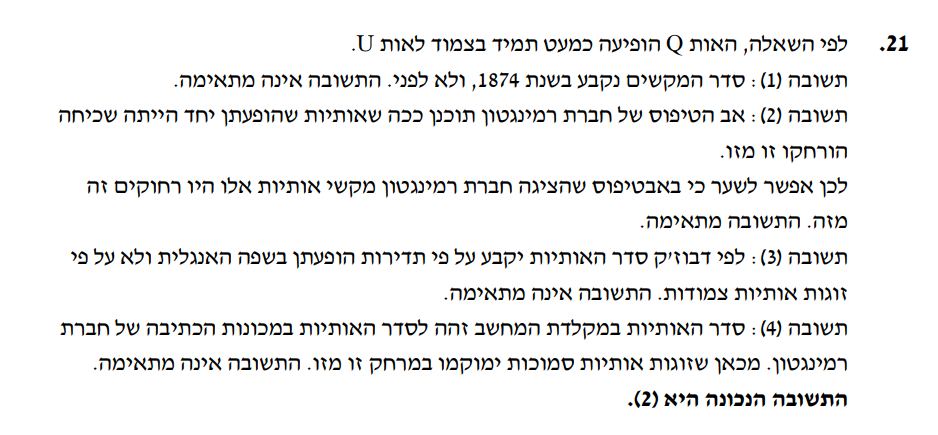 21. לפי השאלה, האות Q הופיעה כמעט תמיד בצמוד לאות U.
תשובה (1): סדר המקשים נקבע בשנת 1874, ולא לפני. התשובה אינה מתאימה.
תשובה (2): אב הטיפוס של חברת רמינגטון תוכנן ככה שאותיות שהופעתן יחד הייתה שכיחה
הורחקו זו מזו.
לכן אפשר לשער כי באבטיפוס שהציגה חברת רמינגטון מקשי אותיות אלו היו רחוקים זה
מזה. התשובה מתאימה.
תשובה (3): לפי דבוז'ק סדר האותיות יקבע על פי תדירות הופעתן בשפה האנגלית ולא על פי
זוגות אותיות צמודות. התשובה אינה מתאימה.
תשובה (4): סדר האותיות במקלדת המחשב זהה לסדר האותיות במכונות הכתיבה של חברת
רמינגטון. מכאן שזוגות אותיות סמוכות ימוקמו במרחק זו מזו. התשובה אינה מתאימה.
התשובה הנכונה היא (2).